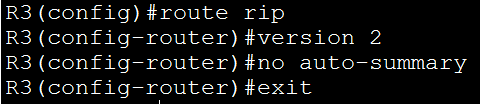 R3(config)#route rip
R3(config-router)#version 2
R3(config-router)#no auto-summary
R3(config-router)#exit